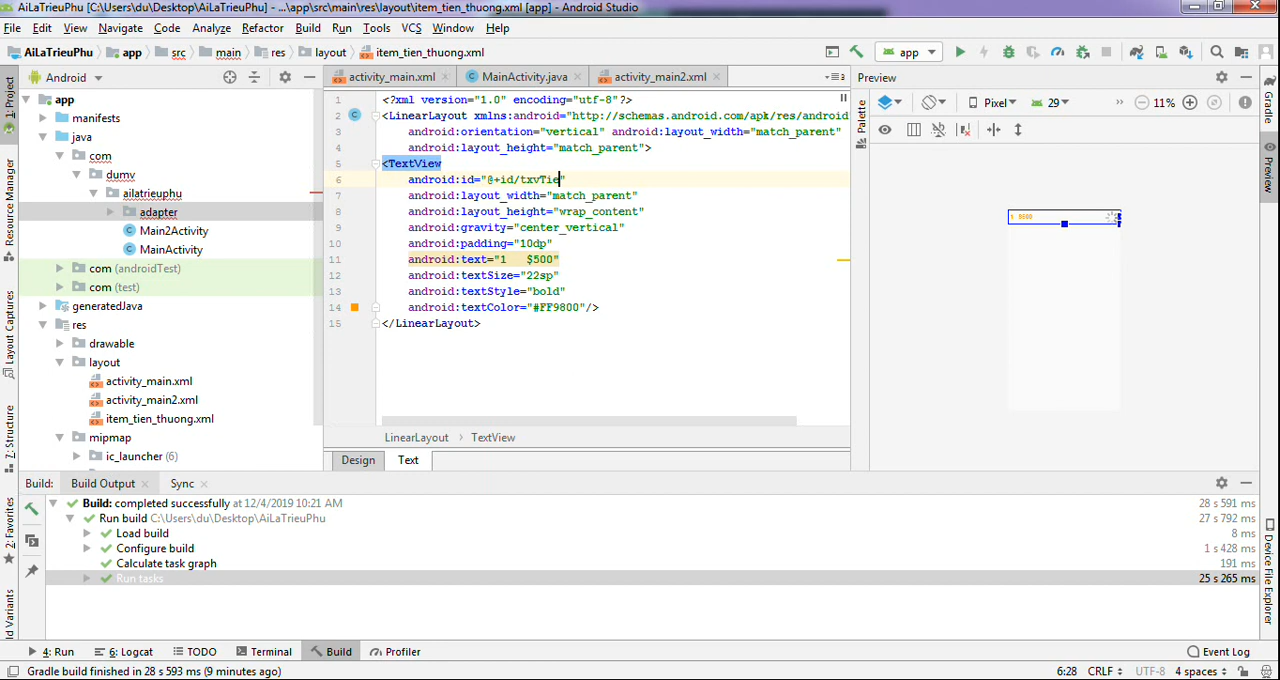 AiLaTrieuPhu [C:\Users\du\Desktop\AiLaTrieuPhu] - ...\app\src\main\res\layout\item_tien_thuong.xml [app] - Android Studio
File Edit View Navigate Code Analyze Refactor Build Run Tools VCS Window Help
AiLaTrieuPhu app src main res layout item_tien_thuong.xml app
Android activity_main.xml MainActivity.java activity_main2.xml Preview
1: Project
Resource Manager
Layout Captures
7: Structure
2: Favorites
app
manifests
java
com
dumv
ailatrieuphu
adapter
Main2Activity
MainActivity
com (androidTest)
com (test)
generatedJava
res
drawable
layout
activity_main.xml
activity_main2.xml
item_tien_thuong.xml
mipmap
ic_launcher (6)
1 <?xml version="1.0" encoding="utf-8"?>
2 <LinearLayout xmlns:android="http://schemas.android.com/apk/res/android
3 android:orientation="vertical" android:layout_width="match_parent"
4 android:layout_height="match_parent">
5 <TextView
6 android:id="@+id/txvTie"
7 android:layout_width="match_parent"
8 android:layout_height="wrap_content"
9 android:gravity="center_vertical"
10 android:padding="10dp"
11 android:text="1   $500"
12 android:textSize="22sp"
13 android:textStyle="bold"
14 android:textColor="#FF9800"/>
15 </LinearLayout>
LinearLayout TextView
Design Text
Palette
Pixel 29 11%
Gradle
Preview
Device File Explorer
Build: Build Output Sync
Build: completed successfully at 12/4/2019 10:21 AM 28 s 591 ms
Run build C:\Users\du\Desktop\AiLaTrieuPhu 27 s 792 ms
Load build 8 ms
Configure build 1 s 428 ms
Calculate task graph 191 ms
Run tasks 25 s 265 ms
4: Run 6: Logcat TODO Terminal Build Profiler Event Log
Gradle build finished in 28 s 593 ms (9 minutes ago) 6:28 CRLF UTF-8 4 spaces